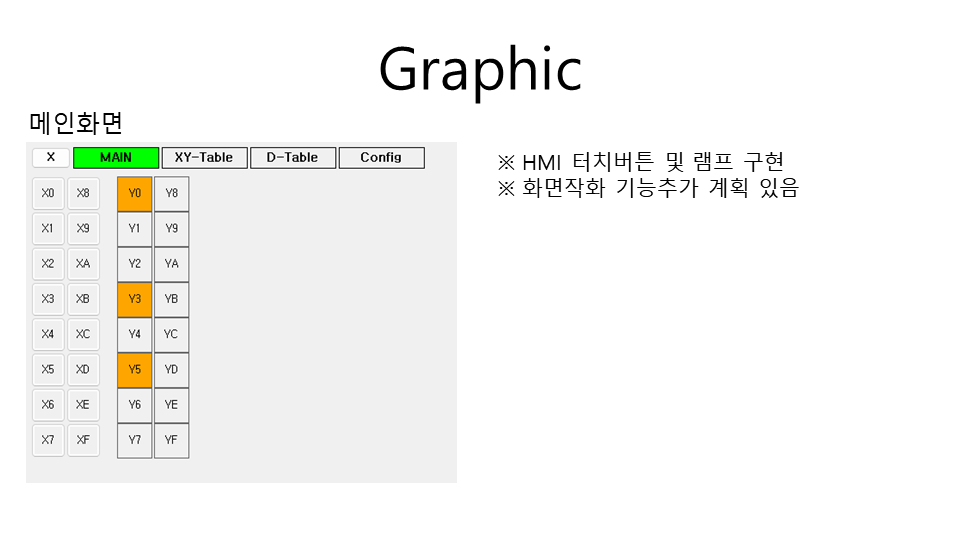 Graphic
메인화면
X MAIN XY-Table D-Table Config
X0 X8 Y0 Y8
X1 X9 Y1 Y9
X2 XA Y2 YA
X3 XB Y3 YB
X4 XC Y4 YC
X5 XD Y5 YD
X6 XE Y6 YE
X7 XF Y7 YF
※ HMI 터치버튼 및 램프 구현
※ 화면작화 기능추가 계획 있음